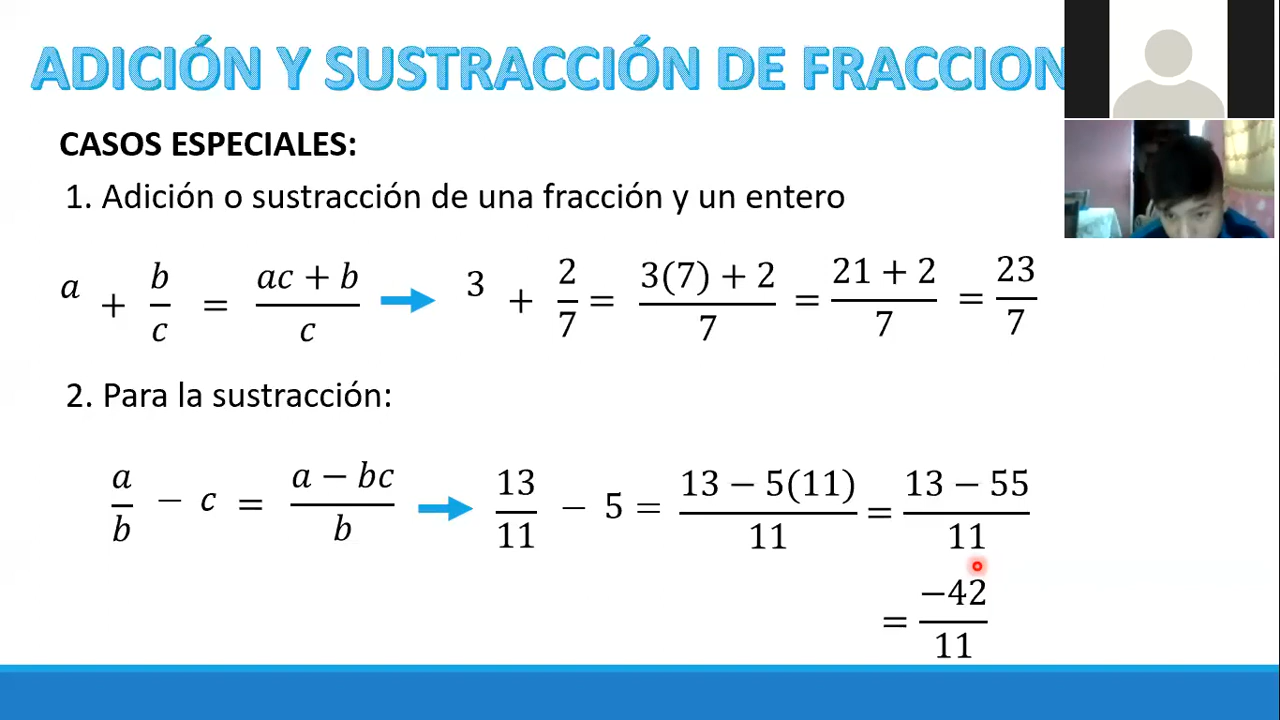 ADICIÓN Y SUSTRACCIÓN DE FRACCION
CASOS ESPECIALES:
1. Adición o sustracción de una fracción y un entero
a + b/c = (ac + b)/c → 3 + 2/7 = (3(7) + 2)/7 = (21 + 2)/7 = 23/7
2. Para la sustracción:
a/b − c = (a − bc)/b → 13/11 − 5 = (13 − 5(11))/11 = (13 − 55)/11
= −42/11